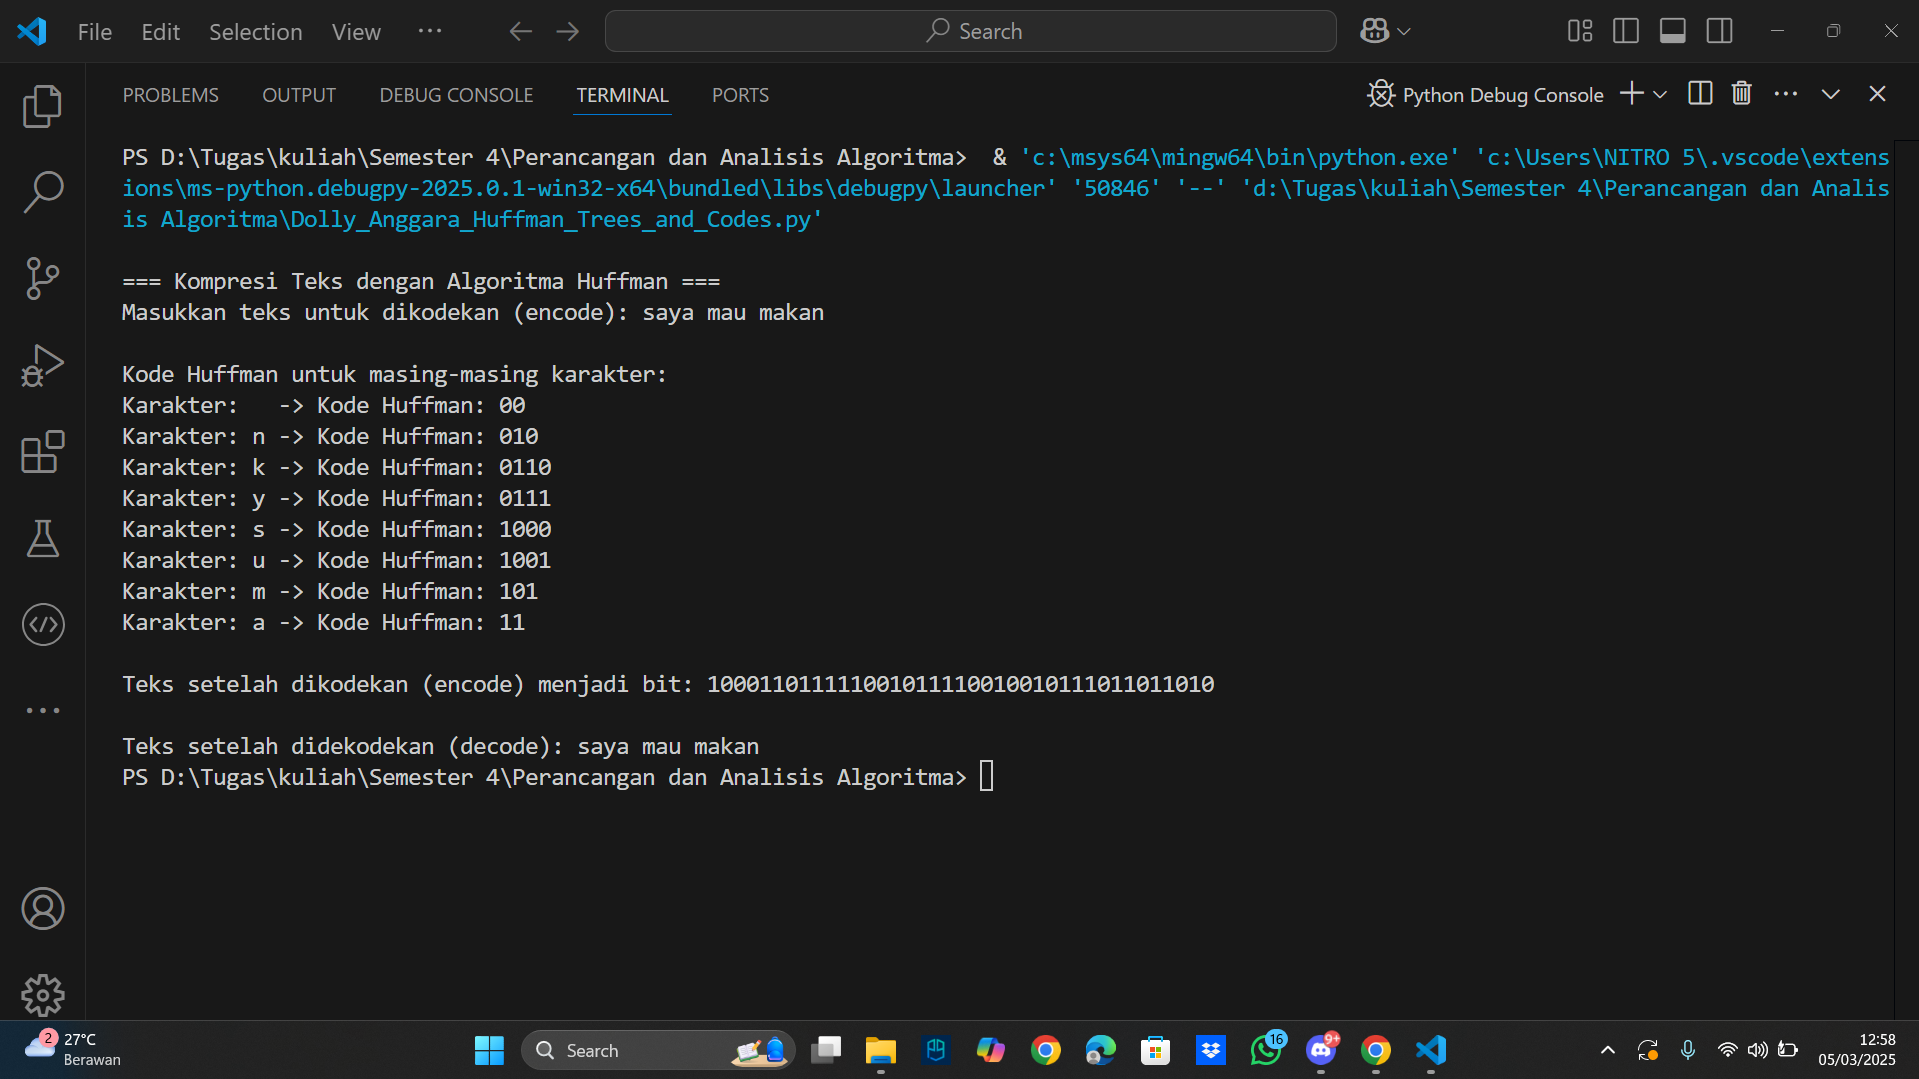 File Edit Selection View ··· Search
PROBLEMS OUTPUT DEBUG CONSOLE TERMINAL PORTS Python Debug Console
PS D:\Tugas\kuliah\Semester 4\Perancangan dan Analisis Algoritma>  & 'c:\msys64\mingw64\bin\python.exe' 'c:\Users\NITRO 5\.vscode\extens
ions\ms-python.debugpy-2025.0.1-win32-x64\bundled\libs\debugpy\launcher' '50846' '--' 'd:\Tugas\kuliah\Semester 4\Perancangan dan Analis
is Algoritma\Dolly_Anggara_Huffman_Trees_and_Codes.py'
=== Kompresi Teks dengan Algoritma Huffman ===
Masukkan teks untuk dikodekan (encode): saya mau makan
Kode Huffman untuk masing-masing karakter:
Karakter:   -> Kode Huffman: 00
Karakter: n -> Kode Huffman: 010
Karakter: k -> Kode Huffman: 0110
Karakter: y -> Kode Huffman: 0111
Karakter: s -> Kode Huffman: 1000
Karakter: u -> Kode Huffman: 1001
Karakter: m -> Kode Huffman: 101
Karakter: a -> Kode Huffman: 11
Teks setelah dikodekan (encode) menjadi bit: 100011011111001011110010010111011011010
Teks setelah didekodekan (decode): saya mau makan
PS D:\Tugas\kuliah\Semester 4\Perancangan dan Analisis Algoritma>
2 27°C
Berawan
Search
16
9+
12:58
05/03/2025